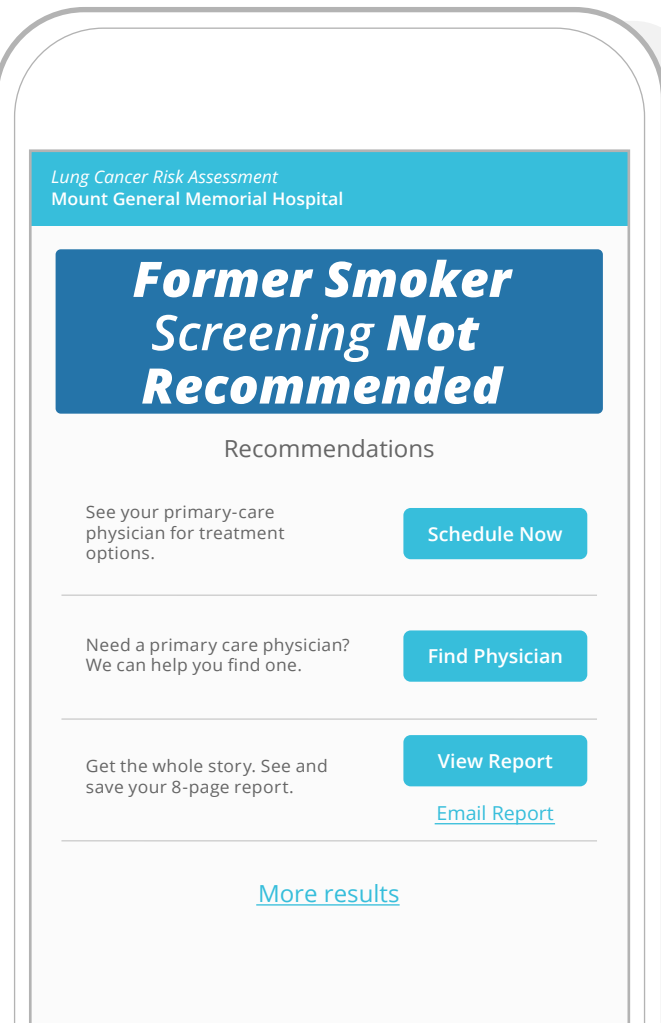 Lung Cancer Risk Assessment
Mount General Memorial Hospital
Former Smoker
Screening Not
Recommended
Recommendations
See your primary-care
physician for treatment
options.
Schedule Now
Need a primary care physician?
We can help you find one.
Find Physician
Get the whole story. See and
save your 8-page report.
View Report
Email Report
More results